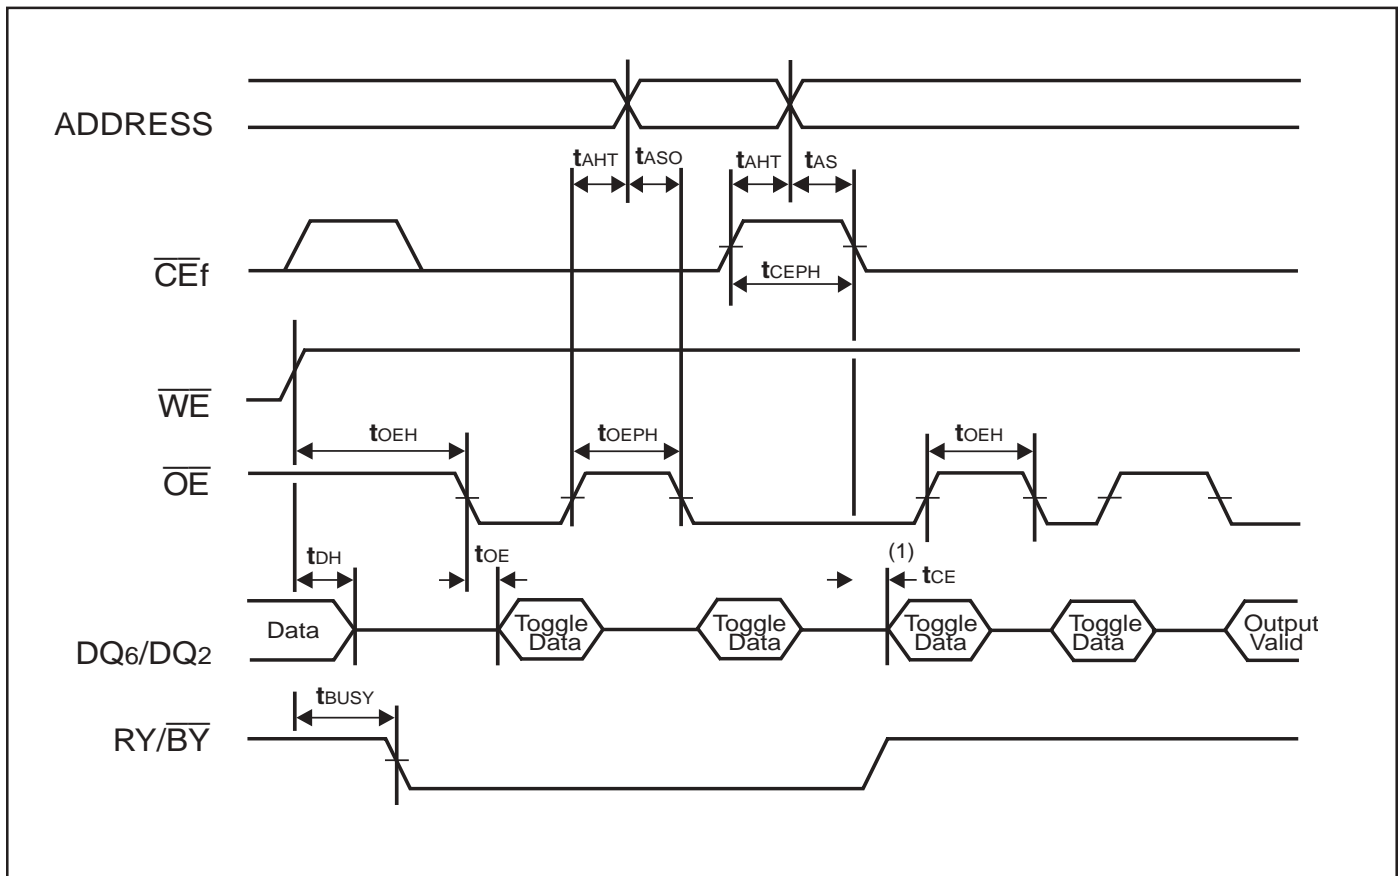 ADDRESS
tAHT tASO tAHT tAS
CEf
tCEPH
WE
tOEH tOEPH tOEH
OE
tDH tOE (1) tCE
DQ6/DQ2 Data Toggle Data Toggle Data Toggle Data Toggle Data Output Valid
tBUSY
RY/BY